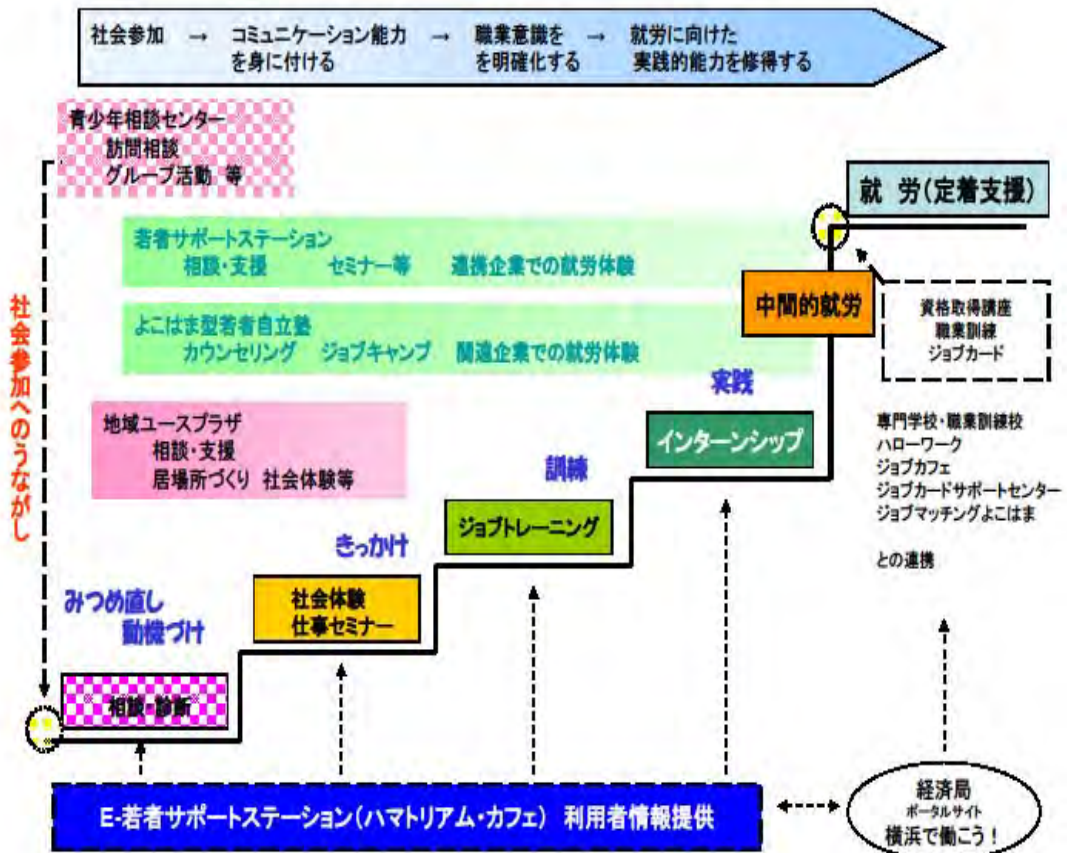 社会参加 → コミュニケーション能力 → 職業意識を → 就労に向けた
を身に付ける を明確化する 実践的能力を修得する
青少年相談センター
訪問相談
グループ活動 等
就 労(定着支援)
若者サポートステーション
相談・支援 セミナー等 連携企業での就労体験
中間的就労
資格取得講座
職業訓練
ジョブカード
よこはま型若者自立塾
カウンセリング ジョブキャンプ 関連企業での就労体験
社会参加へのうながし
実践
地域ユースプラザ
相談・支援
居場所づくり 社会体験等
インターンシップ
専門学校・職業訓練校
ハローワーク
ジョブカフェ
ジョブカードサポートセンター
ジョブマッチングよこはま
との連携
訓練
ジョブトレーニング
きっかけ
社会体験
仕事セミナー
みつめ直し
動機づけ
相談・診断
E-若者サポートステーション(ハマトリアム・カフェ) 利用者情報提供
経済局
ポータルサイト
横浜で働こう!